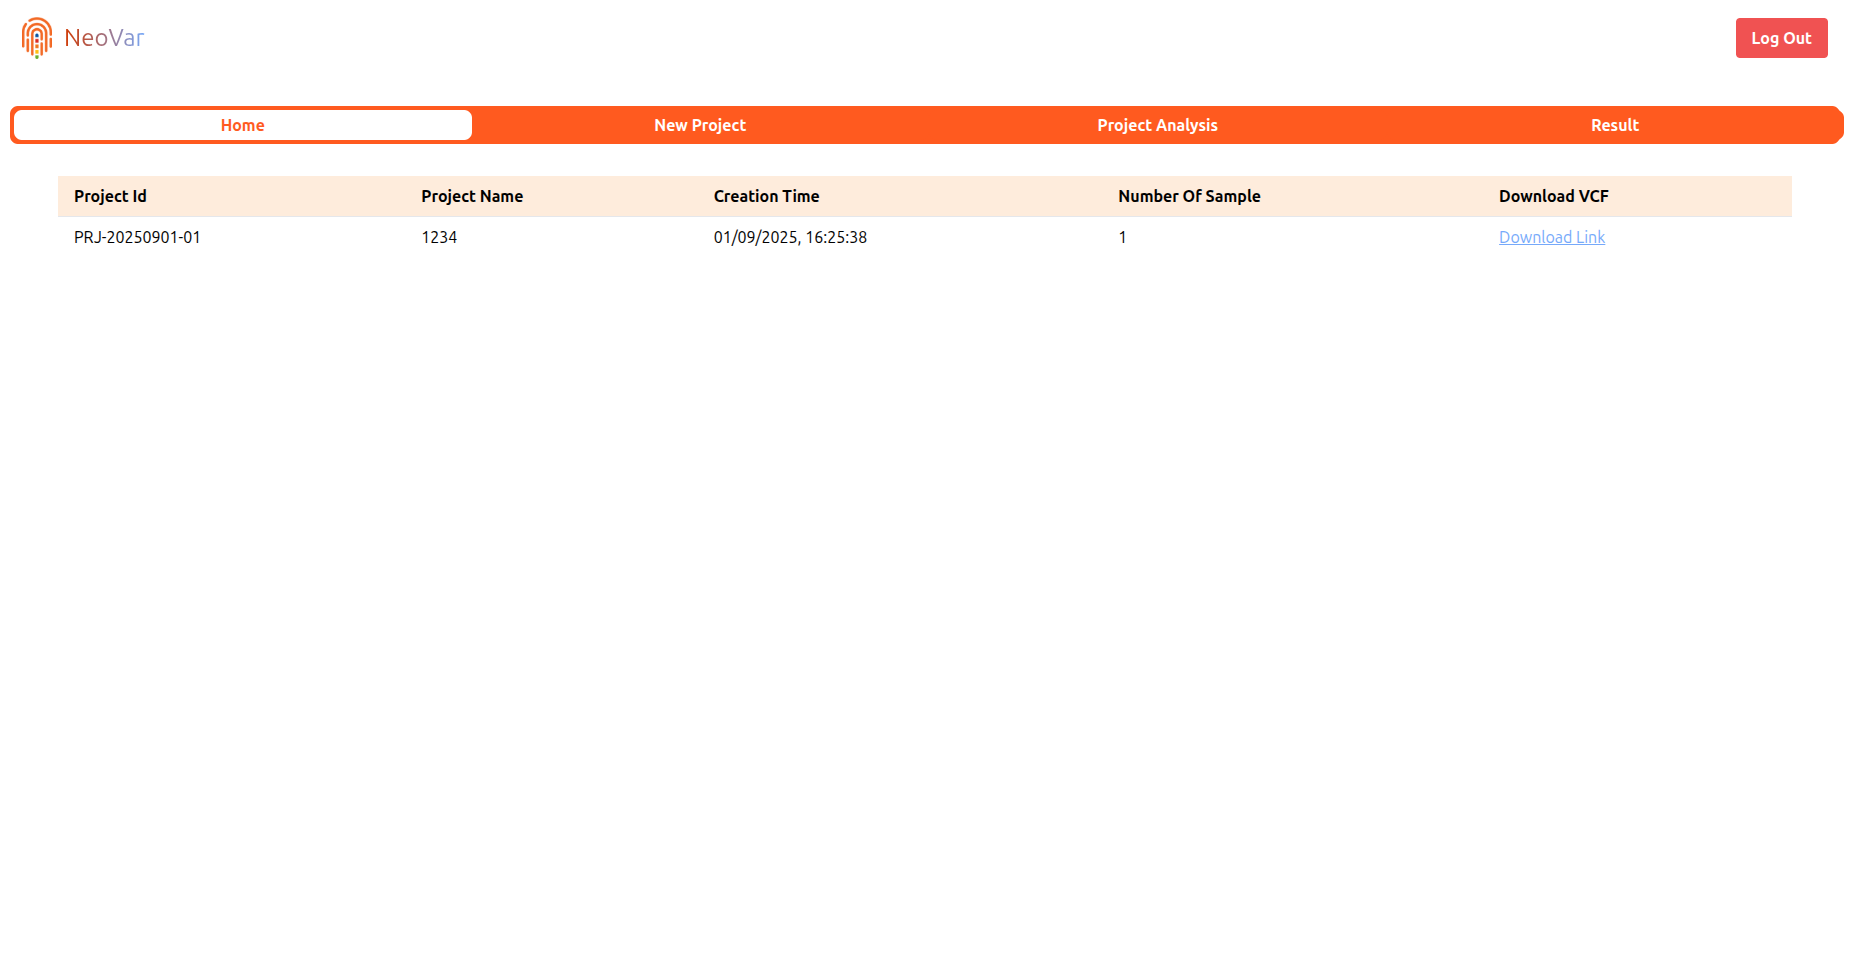 NeoVar
Log Out
Home New Project Project Analysis Result
Project Id Project Name Creation Time Number Of Sample Download VCF
PRJ-20250901-01 1234 01/09/2025, 16:25:38 1 Download Link